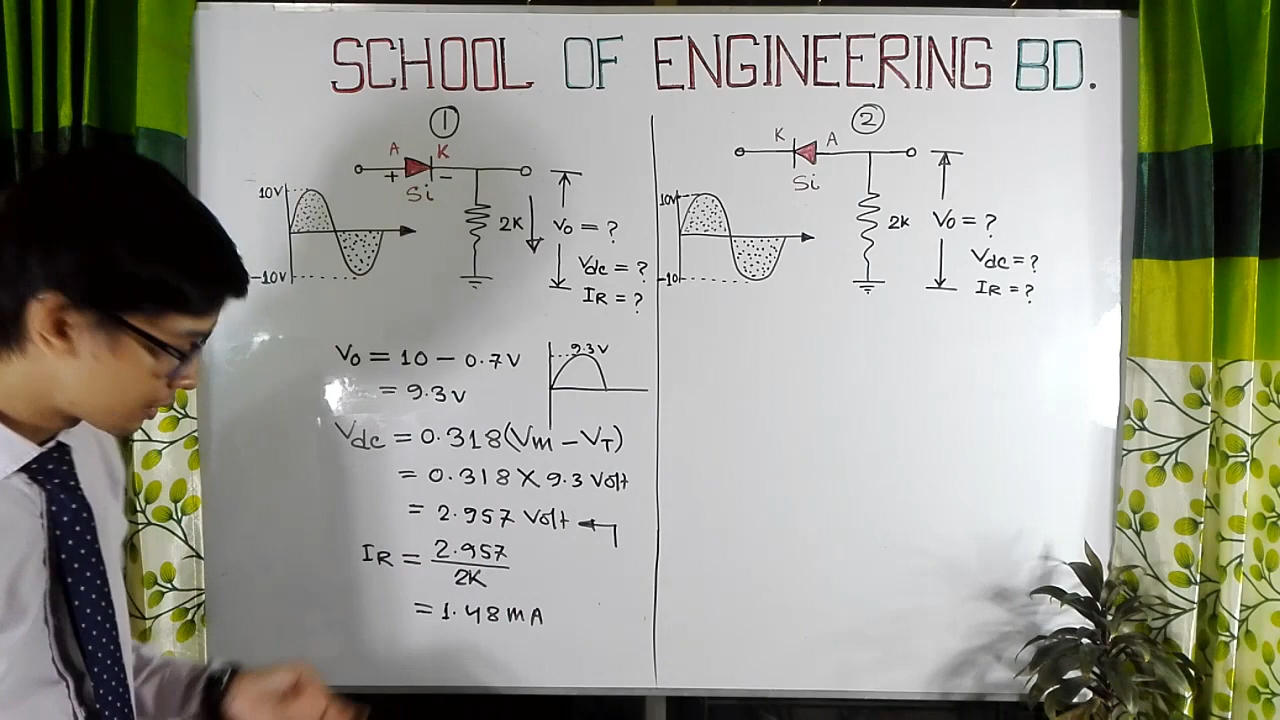 SCHOOL OF ENGINEERING BD.
1
A K
+ −
Si
10V
−10V
2K
V₀ = ?
Vdc = ?
IR = ?
V₀ = 10 − 0.7V
= 9.3V
9.3V
Vdc = 0.318(Vm − VT)
= 0.318 × 9.3 Volt
= 2.957 Volt
IR = 2.957
2K
= 1.48 mA
2
K A
Si
10V
−10
2K
V₀ = ?
Vdc = ?
IR = ?